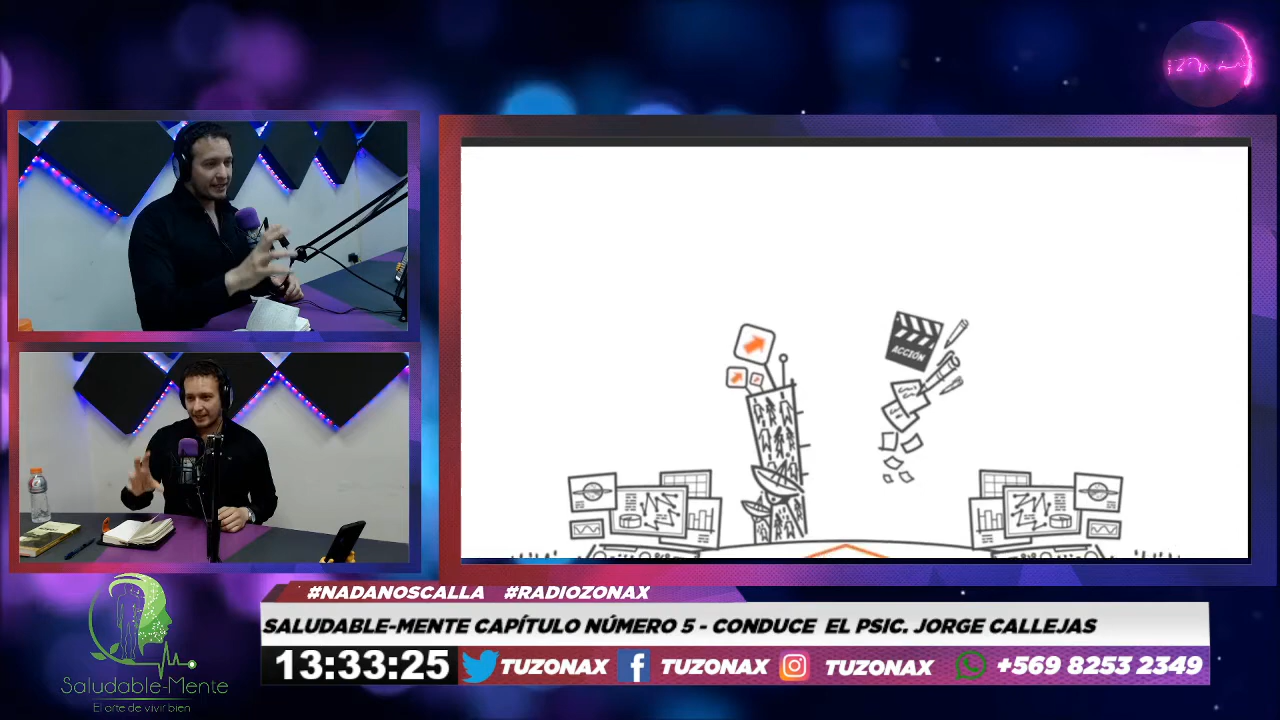 ACCIÓN
#NADANOSCALLA #RADIOZONAX
SALUDABLE-MENTE CAPÍTULO NÚMERO 5 - CONDUCE EL PSIC. JORGE CALLEJAS
13:33:25 TUZONAX TUZONAX TUZONAX +569 8253 2349
Saludable-Mente
El arte de vivir bien